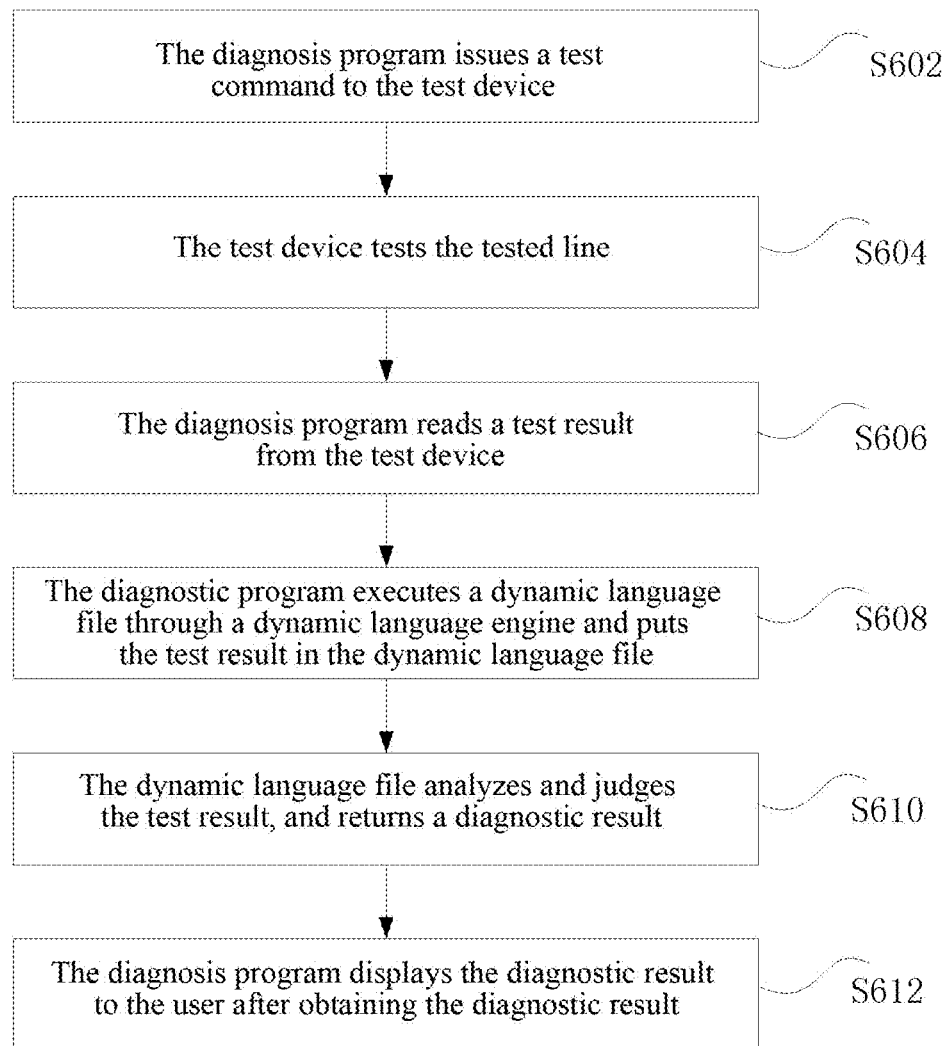 The diagnosis program issues a test
command to the test device
S602
The test device tests the tested line
S604
The diagnosis program reads a test result
from the test device
S606
The diagnostic program executes a dynamic language
file through a dynamic language engine and puts
the test result in the dynamic language file
S608
The dynamic language file analyzes and judges
the test result, and returns a diagnostic result
S610
The diagnosis program displays the diagnostic result
to the user after obtaining the diagnostic result
S612